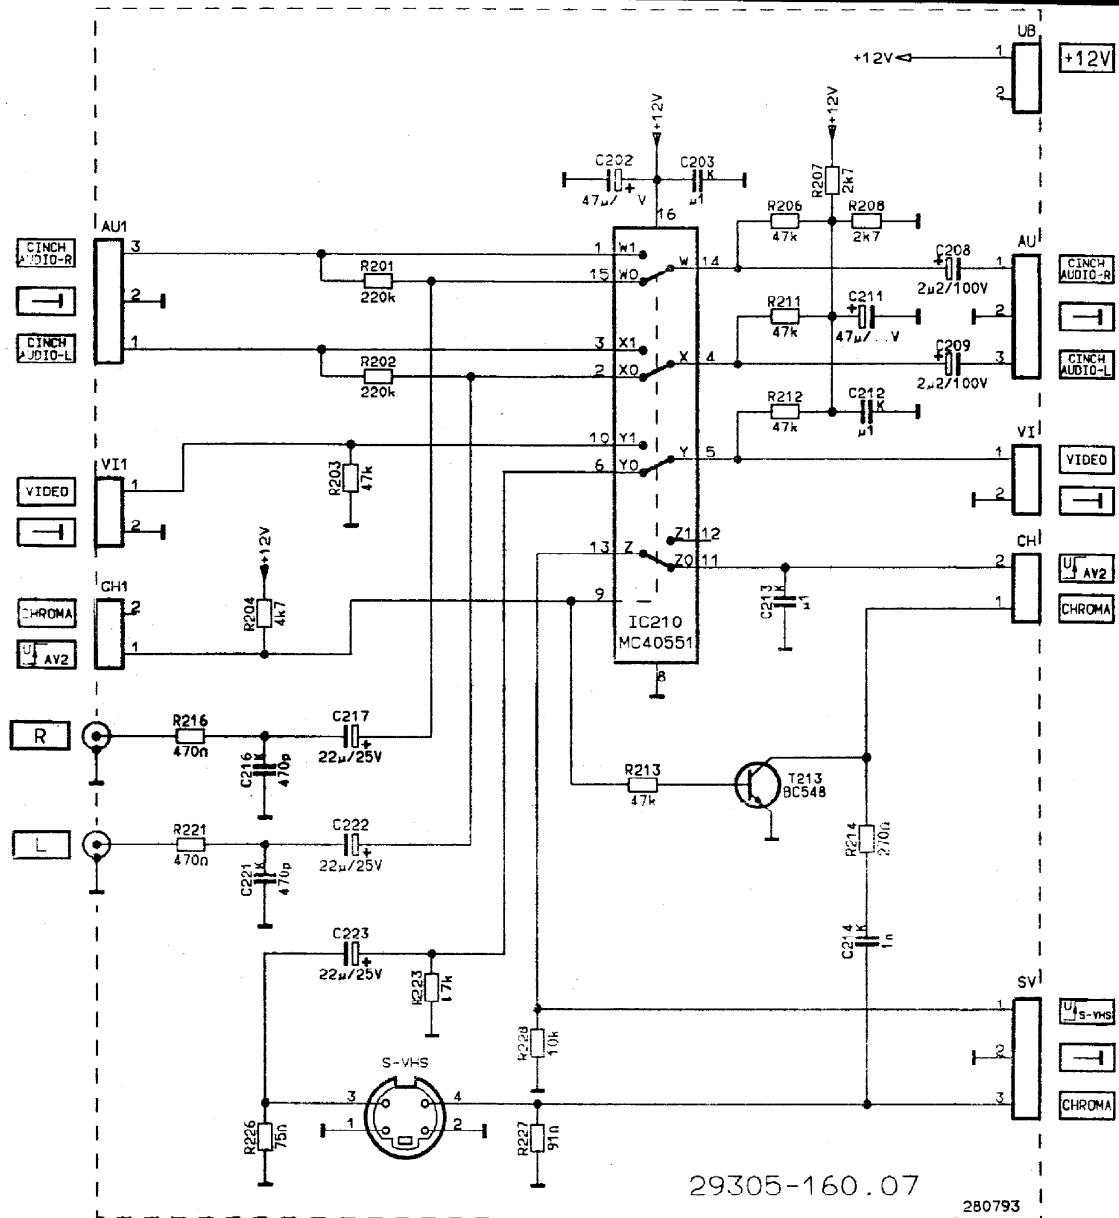 UB
+12V
1
+12V
2
+12V
+12V
C202
47µ/ V
C203
K
µ1
R207
2k7
R206
47k
R208
2k7
16
AU1
CINCH
AUDIO-R
3
2
CINCH
AUDIO-L
1
R201
220k
R202
220k
1 W1
15 W0
W 14
3 X1
2 X0
X 4
10 Y1
6 Y0
Y 5
Z1 12
13 Z
Z0 11
9
IC210
MC40551
8
C208
2µ2/100V
R211
47k
C211
47µ/..V
C209
2µ2/100V
R212
47k
C212
K
µ1
AU
1
CINCH
AUDIO-R
2
3
CINCH
AUDIO-L
VI
1
VIDEO
2
CH
2
U AV2
1
CHROMA
VI1
VIDEO
1
2
R203
47k
+12V
CH1
CHROMA
2
U AV2
1
R204
4k7
C213
K
µ1
R
R216
470Ω
C216
K
470p
C217
22µ/25V
L
R221
470Ω
C221
K
470p
C222
22µ/25V
R213
47k
T213
BC548
R214
270Ω
C214
K
1n
C223
22µ/25V
R223
R228
10k
SV
1
U S-VHS
2
3
CHROMA
S-VHS
3
4
1
2
R226
75Ω
R227
91Ω
29305-160.07
280793